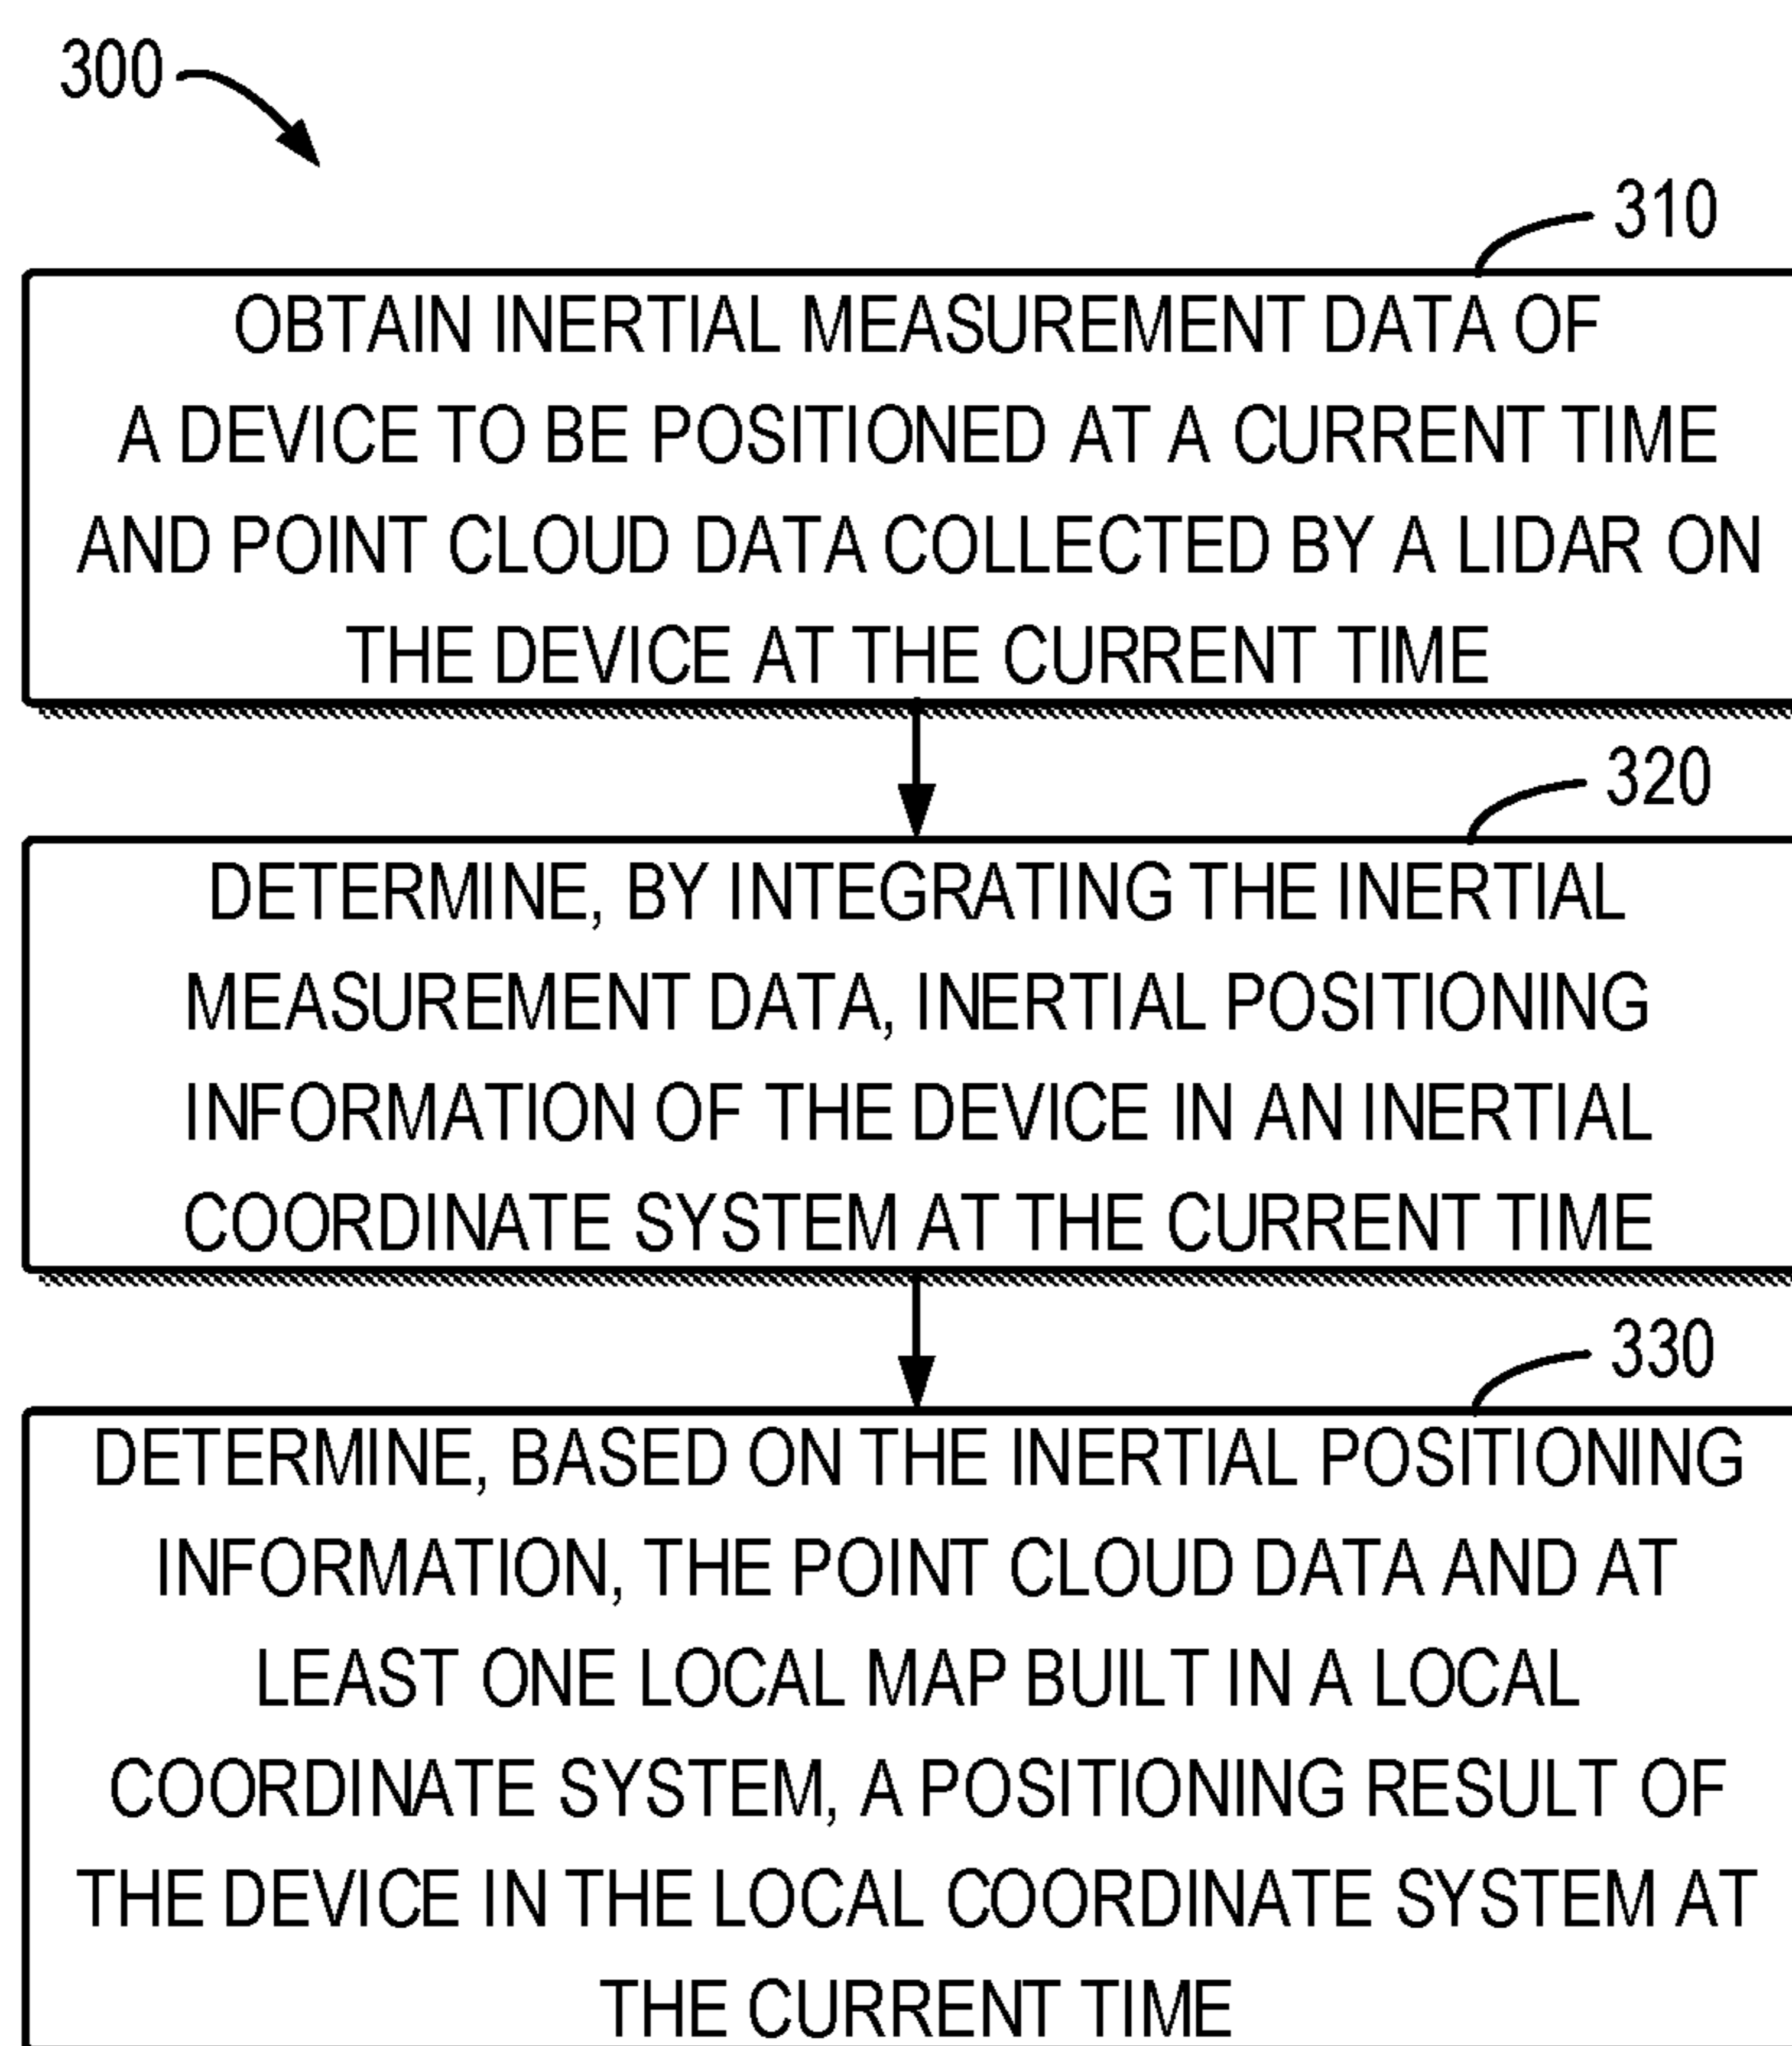 300
310
OBTAIN INERTIAL MEASUREMENT DATA OF
A DEVICE TO BE POSITIONED AT A CURRENT TIME
AND POINT CLOUD DATA COLLECTED BY A LIDAR ON
THE DEVICE AT THE CURRENT TIME
320
DETERMINE, BY INTEGRATING THE INERTIAL
MEASUREMENT DATA, INERTIAL POSITIONING
INFORMATION OF THE DEVICE IN AN INERTIAL
COORDINATE SYSTEM AT THE CURRENT TIME
330
DETERMINE, BASED ON THE INERTIAL POSITIONING
INFORMATION, THE POINT CLOUD DATA AND AT
LEAST ONE LOCAL MAP BUILT IN A LOCAL
COORDINATE SYSTEM, A POSITIONING RESULT OF
THE DEVICE IN THE LOCAL COORDINATE SYSTEM AT
THE CURRENT TIME